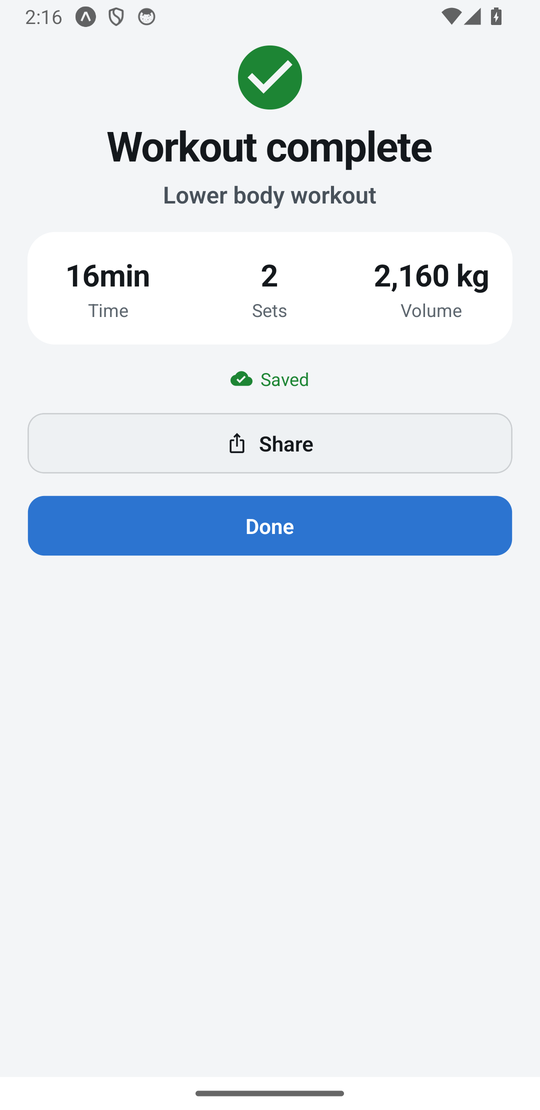 2:16
Workout complete
Lower body workout
16min 2 2,160 kg
Time Sets Volume
Saved
Share
Done